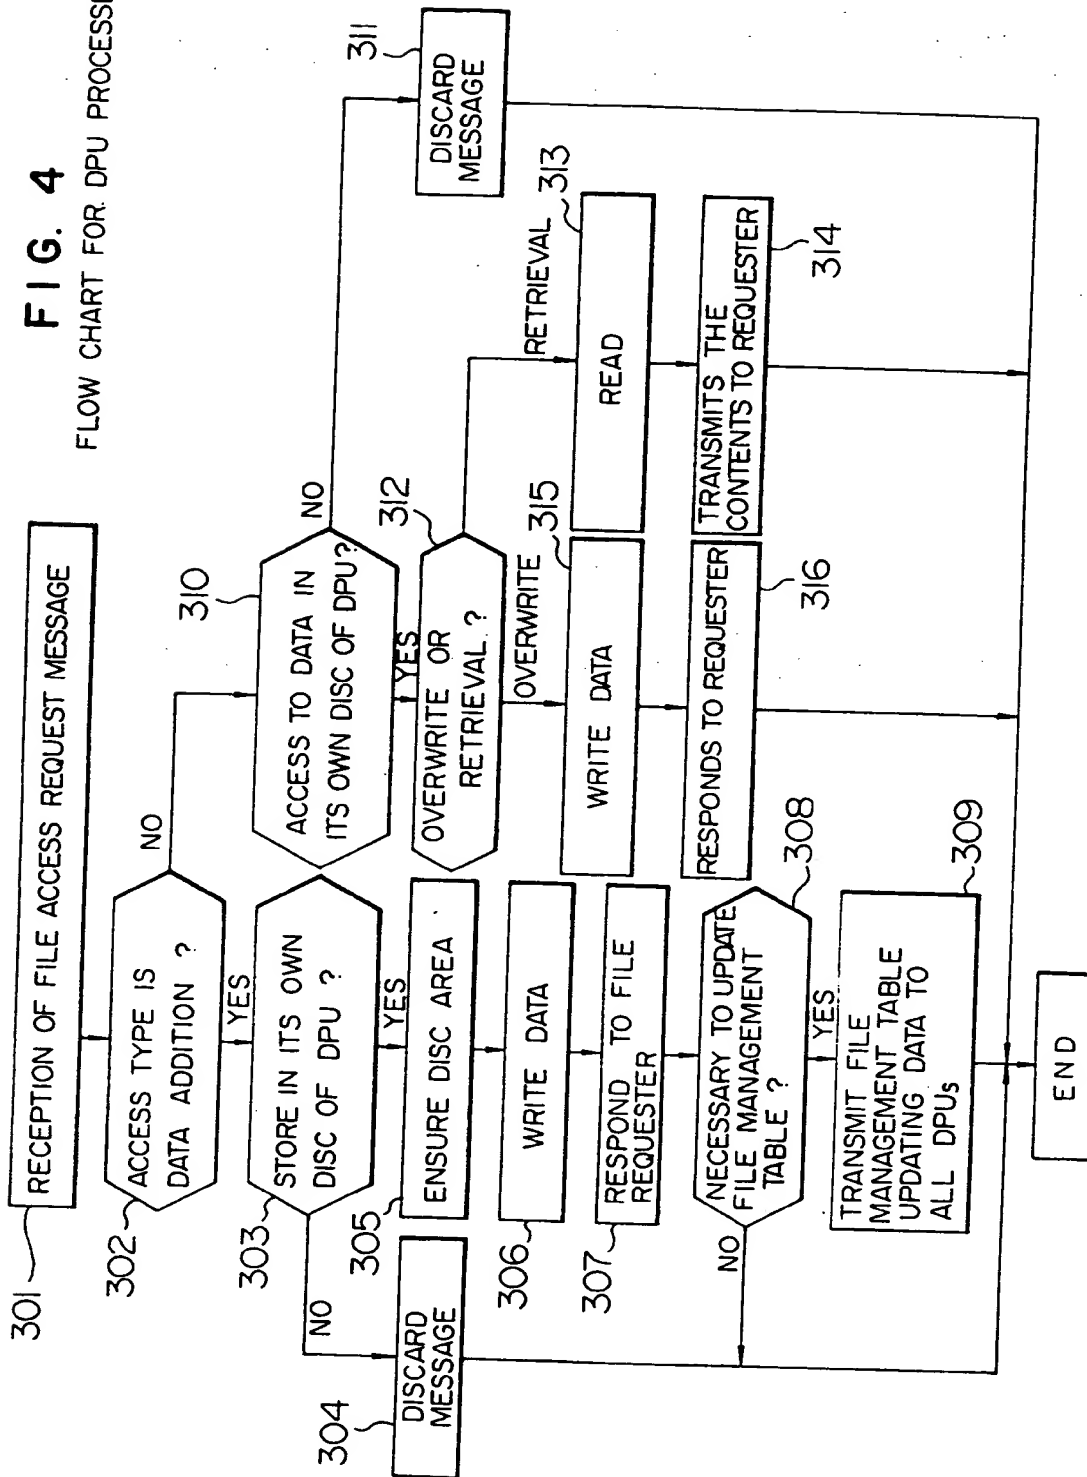 FIG. 4
FLOW CHART FOR DPU PROCESS
301
RECEPTION OF FILE ACCESS REQUEST MESSAGE
302
ACCESS TYPE IS
DATA ADDITION ?
NO
YES
303
STORE IN ITS OWN
DISC OF DPU ?
NO
YES
304
DISCARD
MESSAGE
305
ENSURE DISC AREA
306
WRITE DATA
307
RESPOND TO FILE
REQUESTER
308
NECESSARY TO UPDATE
FILE MANAGEMENT
TABLE ?
NO
YES
309
TRANSMIT FILE
MANAGEMENT TABLE
UPDATING DATA TO
ALL DPUs
310
ACCESS TO DATA IN
ITS OWN DISC OF DPU?
NO
YES
311
DISCARD
MESSAGE
312
OVERWRITE OR
RETRIEVAL ?
OVERWRITE
RETRIEVAL
315
WRITE DATA
316
RESPONDS TO REQUESTER
313
READ
314
TRANSMITS THE
CONTENTS TO REQUESTER
END